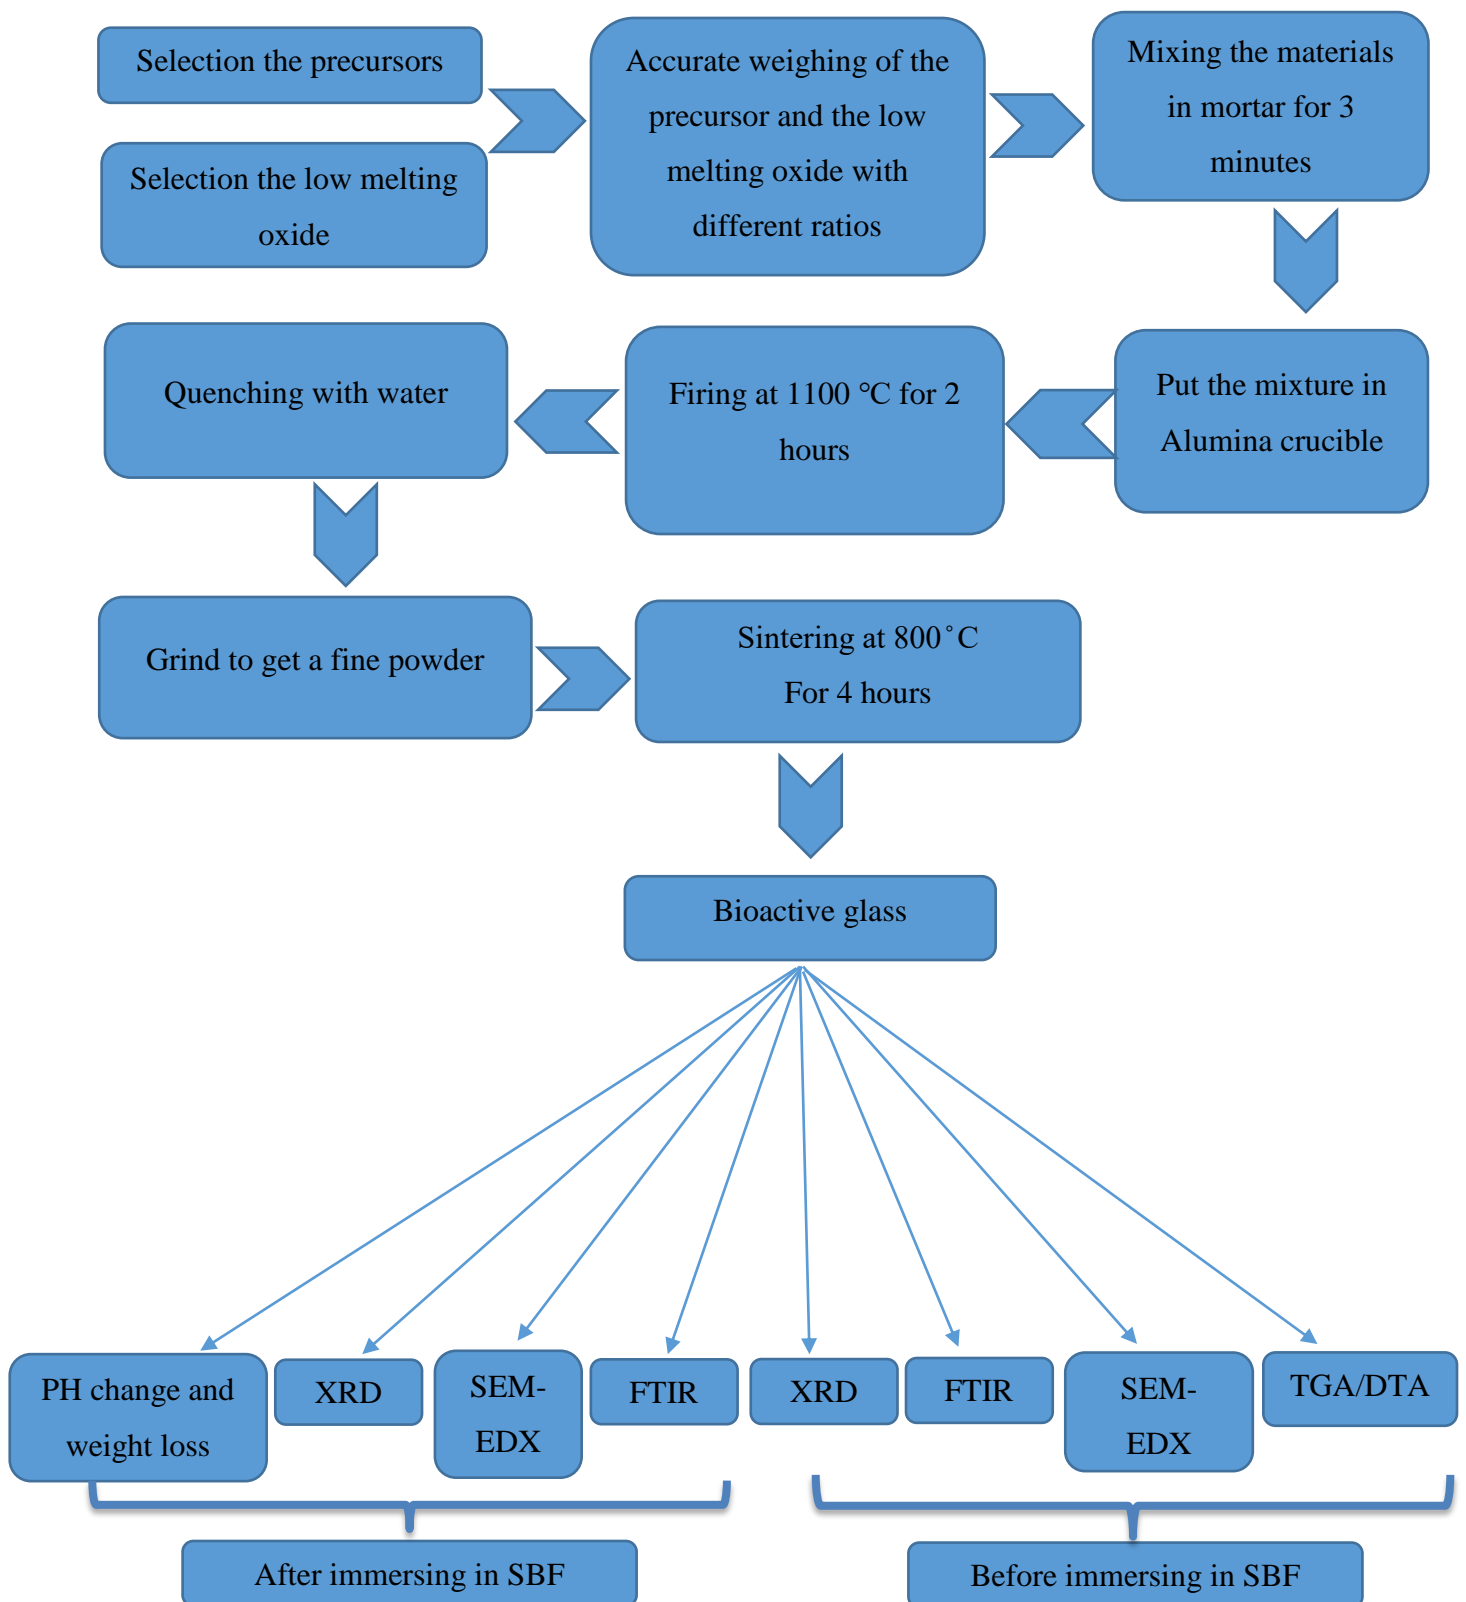 Selection the precursors
Selection the low melting
oxide
Accurate weighing of the
precursor and the low
melting oxide with
different ratios
Mixing the materials
in mortar for 3
minutes
Put the mixture in
Alumina crucible
Firing at 1100 °C for 2
hours
Quenching with water
Grind to get a fine powder
Sintering at 800˚C
For 4 hours
Bioactive glass
PH change and
weight loss
XRD
SEM-
EDX
FTIR
XRD
FTIR
SEM-
EDX
TGA/DTA
After immersing in SBF
Before immersing in SBF